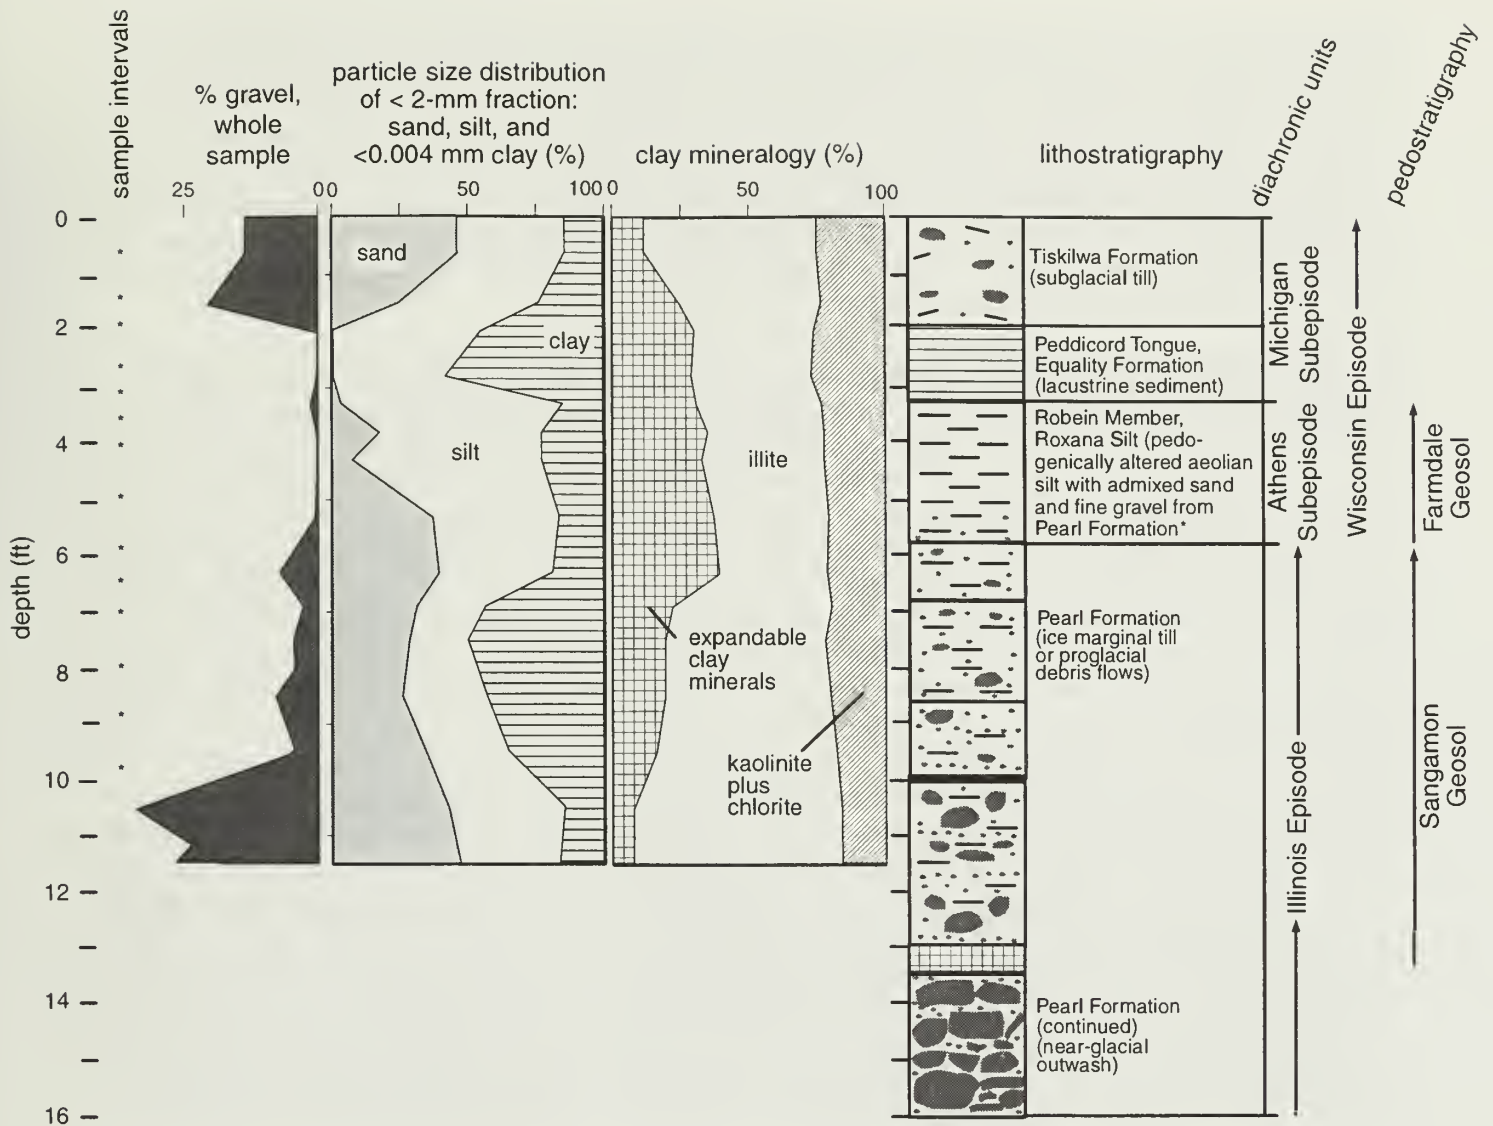 sample intervals
% gravel,
whole
sample
particle size distribution
of < 2-mm fraction:
sand, silt, and
<0.004 mm clay (%)
clay mineralogy (%)
lithostratigraphy
diachronic units
pedostratigraphy
25
0
0
50
100
0
50
100
depth (ft)
0
2
4
6
8
10
12
14
16
sand
clay
silt
illite
expandable
clay
minerals
kaolinite
plus
chlorite
Tiskilwa Formation
(subglacial till)
Peddicord Tongue,
Equality Formation
(lacustrine sediment)
Robein Member,
Roxana Silt (pedo-
genically altered aeolian
silt with admixed sand
and fine gravel from
Pearl Formation*
Pearl Formation
(ice marginal till
or proglacial
debris flows)
Pearl Formation
(continued)
(near-glacial
outwash)
Michigan
Subepisode
Athens
Subepisode
Wisconsin Episode
Illinois Episode
Farmdale
Geosol
Sangamon
Geosol